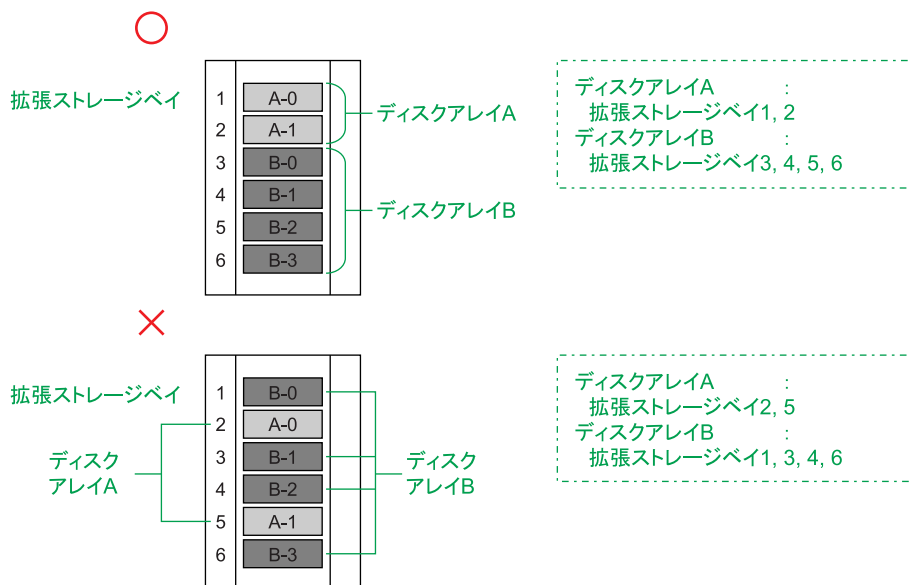 拡張ストレージベイ
1 A-0
2 A-1
3 B-0
4 B-1
5 B-2
6 B-3
ディスクアレイA
ディスクアレイB
ディスクアレイA :
拡張ストレージベイ1, 2
ディスクアレイB :
拡張ストレージベイ3, 4, 5, 6
拡張ストレージベイ
1 B-0
2 A-0
3 B-1
4 B-2
5 A-1
6 B-3
ディスク
アレイA
ディスク
アレイB
ディスクアレイA :
拡張ストレージベイ2, 5
ディスクアレイB :
拡張ストレージベイ1, 3, 4, 6